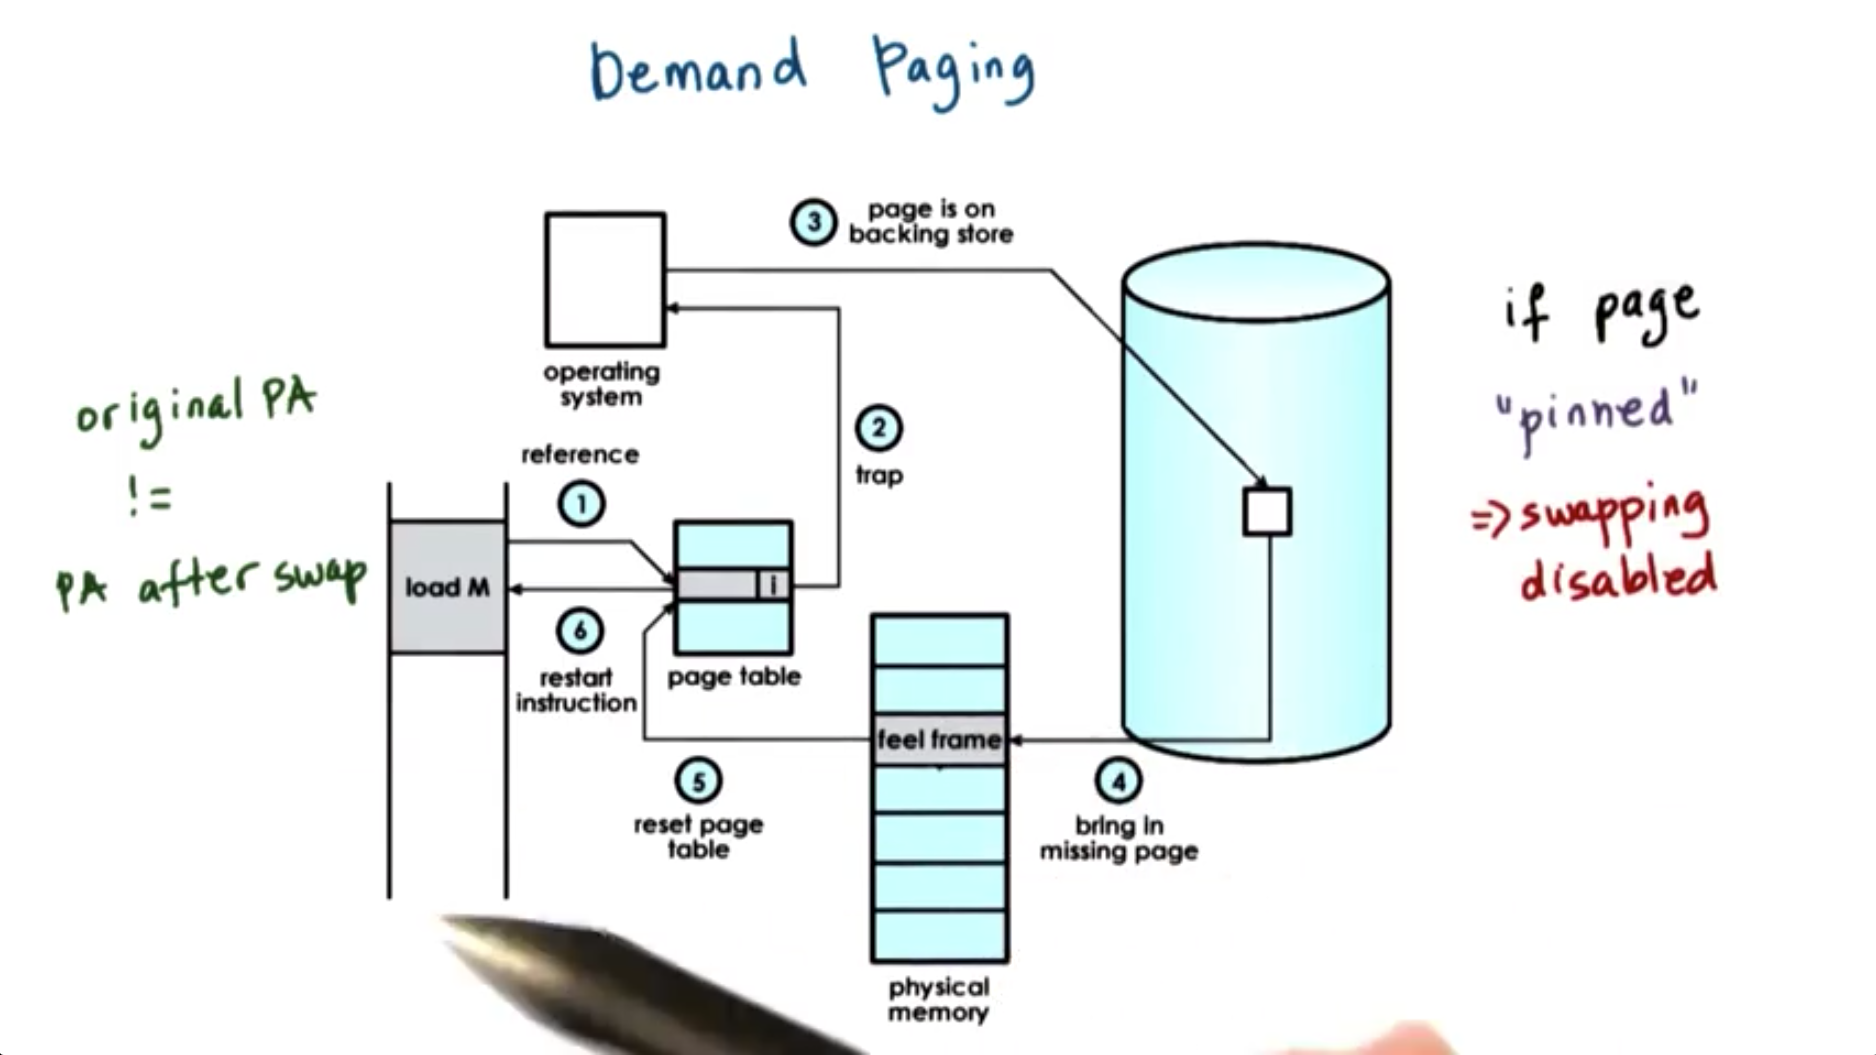 Demand Paging
3
page is on
backing store
operating
system
2
trap
reference
1
load M
i
6
restart
instruction
page table
feel frame
5
reset page
table
4
bring in
missing page
physical
memory
original PA
!=
PA after swap
if page
"pinned"
=> swapping
disabled